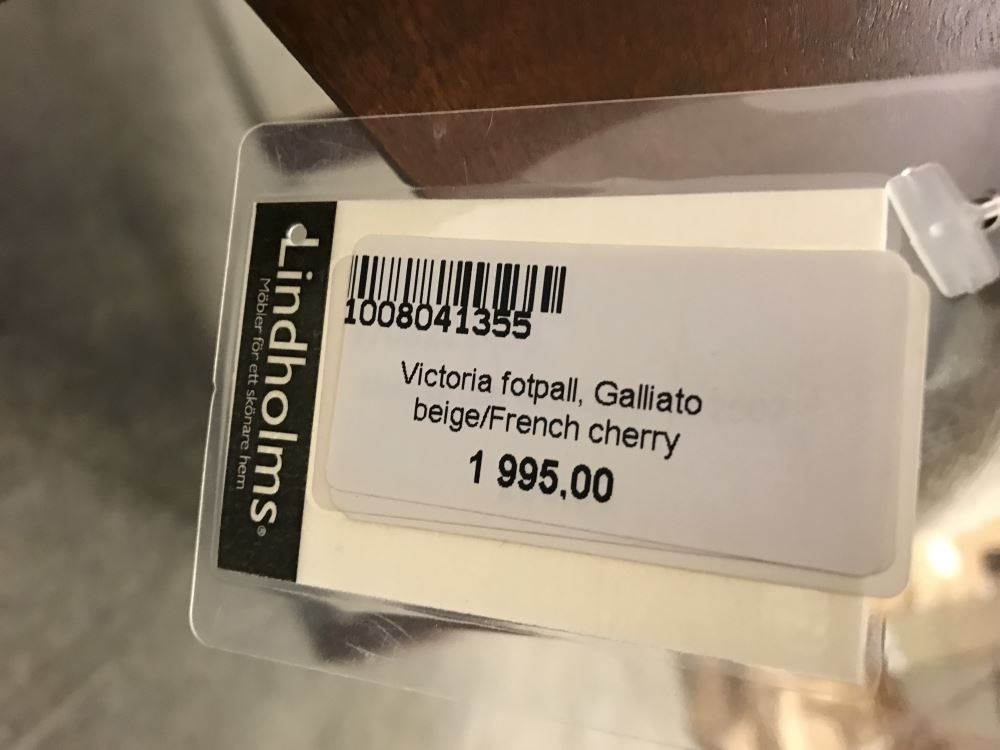 Lindholms®
Möbler för ett skönare hem
1008041355
Victoria fotpall, Galliato
beige/French cherry
1 995,00